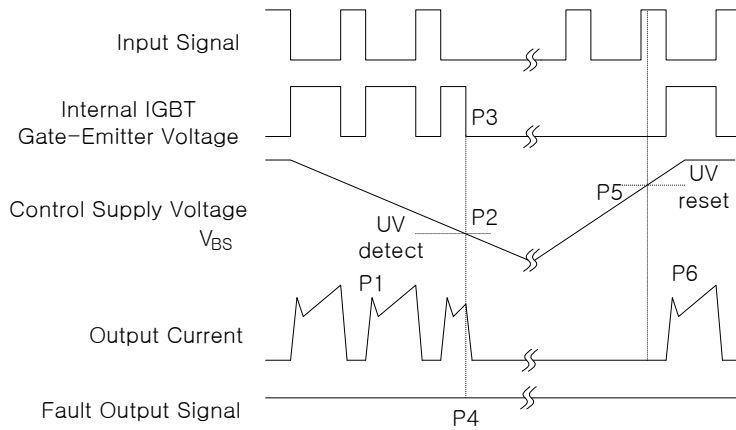 Input Signal
Internal IGBT
Gate-Emitter Voltage
P3
Control Supply Voltage
V_BS
UV
detect
P2
P5
UV
reset
P1
P6
Output Current
Fault Output Signal
P4